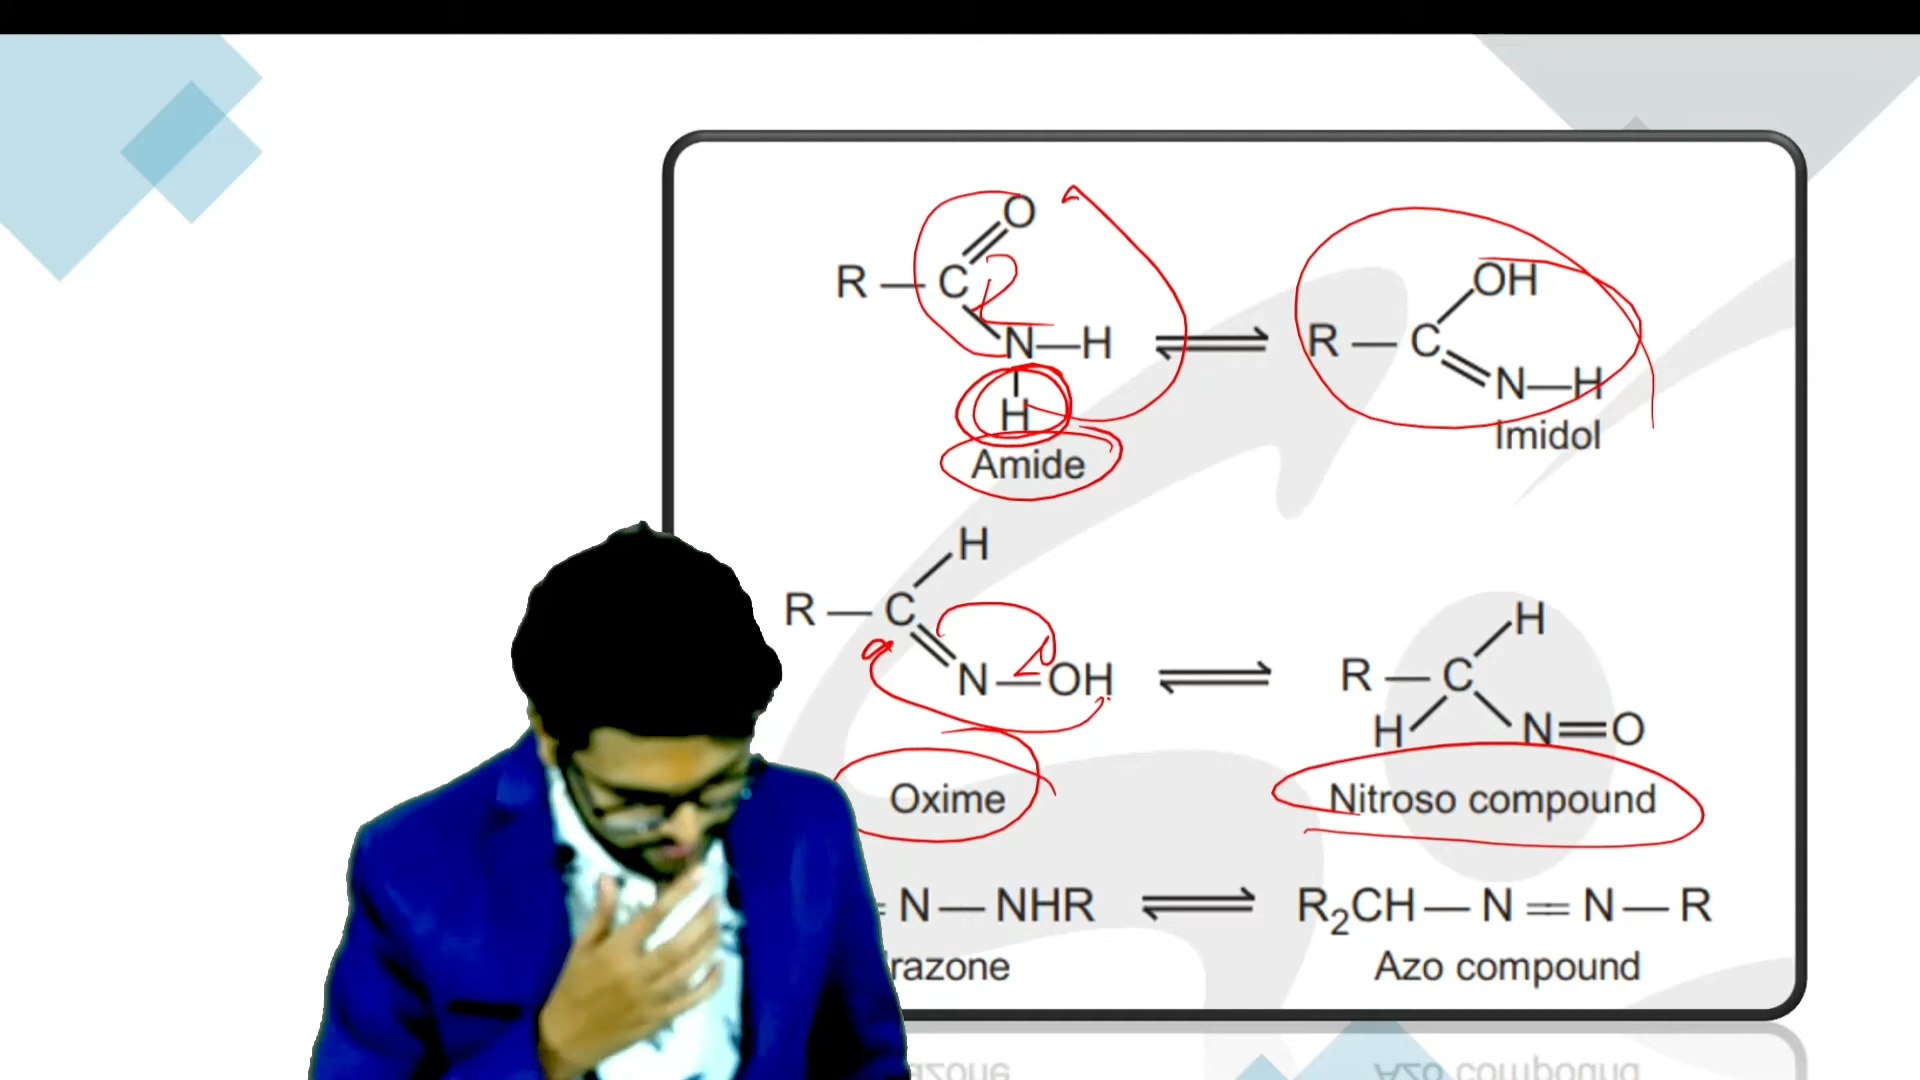 O
R — C
N—H
H
Amide
OH
R — C
N—H
Imidol
H
R — C
N — OH
Oxime
H
R — C
H N=O
Nitroso compound
= N — NHR
razone
R₂CH — N = N — R
Azo compound